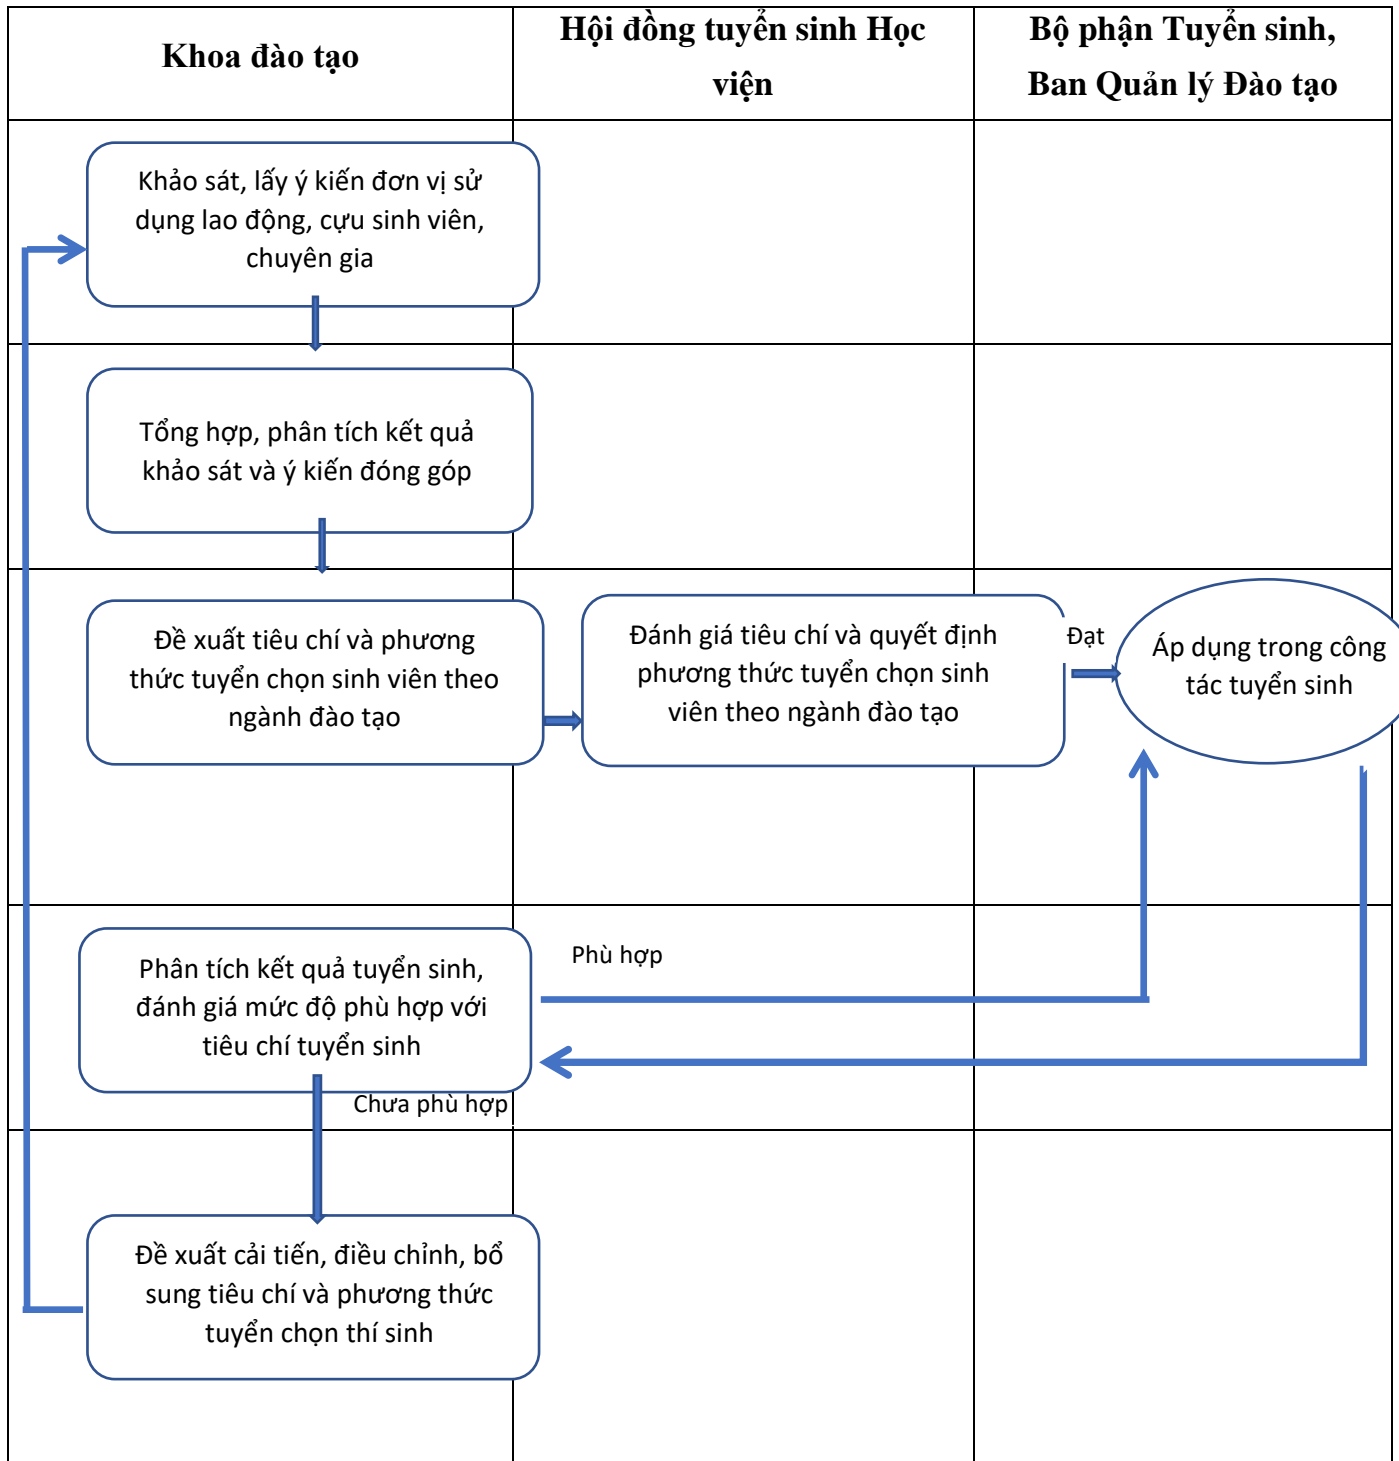 Khoa đào tạo
Hội đồng tuyển sinh Học
viện
Bộ phận Tuyển sinh,
Ban Quản lý Đào tạo
Khảo sát, lấy ý kiến đơn vị sử
dụng lao động, cựu sinh viên,
chuyên gia
Tổng hợp, phân tích kết quả
khảo sát và ý kiến đóng góp
Đề xuất tiêu chí và phương
thức tuyển chọn sinh viên theo
ngành đào tạo
Đánh giá tiêu chí và quyết định
phương thức tuyển chọn sinh
viên theo ngành đào tạo
Đạt
Áp dụng trong công
tác tuyển sinh
Phân tích kết quả tuyển sinh,
đánh giá mức độ phù hợp với
tiêu chí tuyển sinh
Phù hợp
Chưa phù hợp
Đề xuất cải tiến, điều chỉnh, bổ
sung tiêu chí và phương thức
tuyển chọn thí sinh